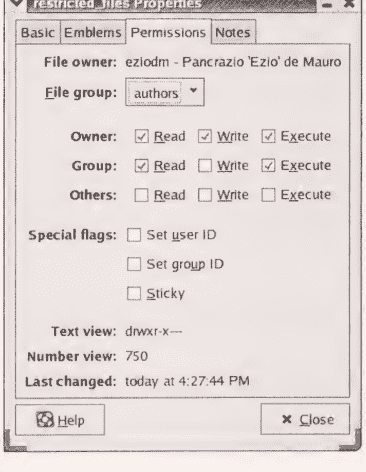 restricted_files Properties
Basic Emblems Permissions Notes
File owner: eziodm - Pancrazio 'Ezio' de Mauro
File group: authors
Owner: Read Write Execute
Group: Read Write Execute
Others: Read Write Execute
Special flags: Set user ID
Set group ID
Sticky
Text view: drwxr-x---
Number view: 750
Last changed: today at 4:27:44 PM
Help Close